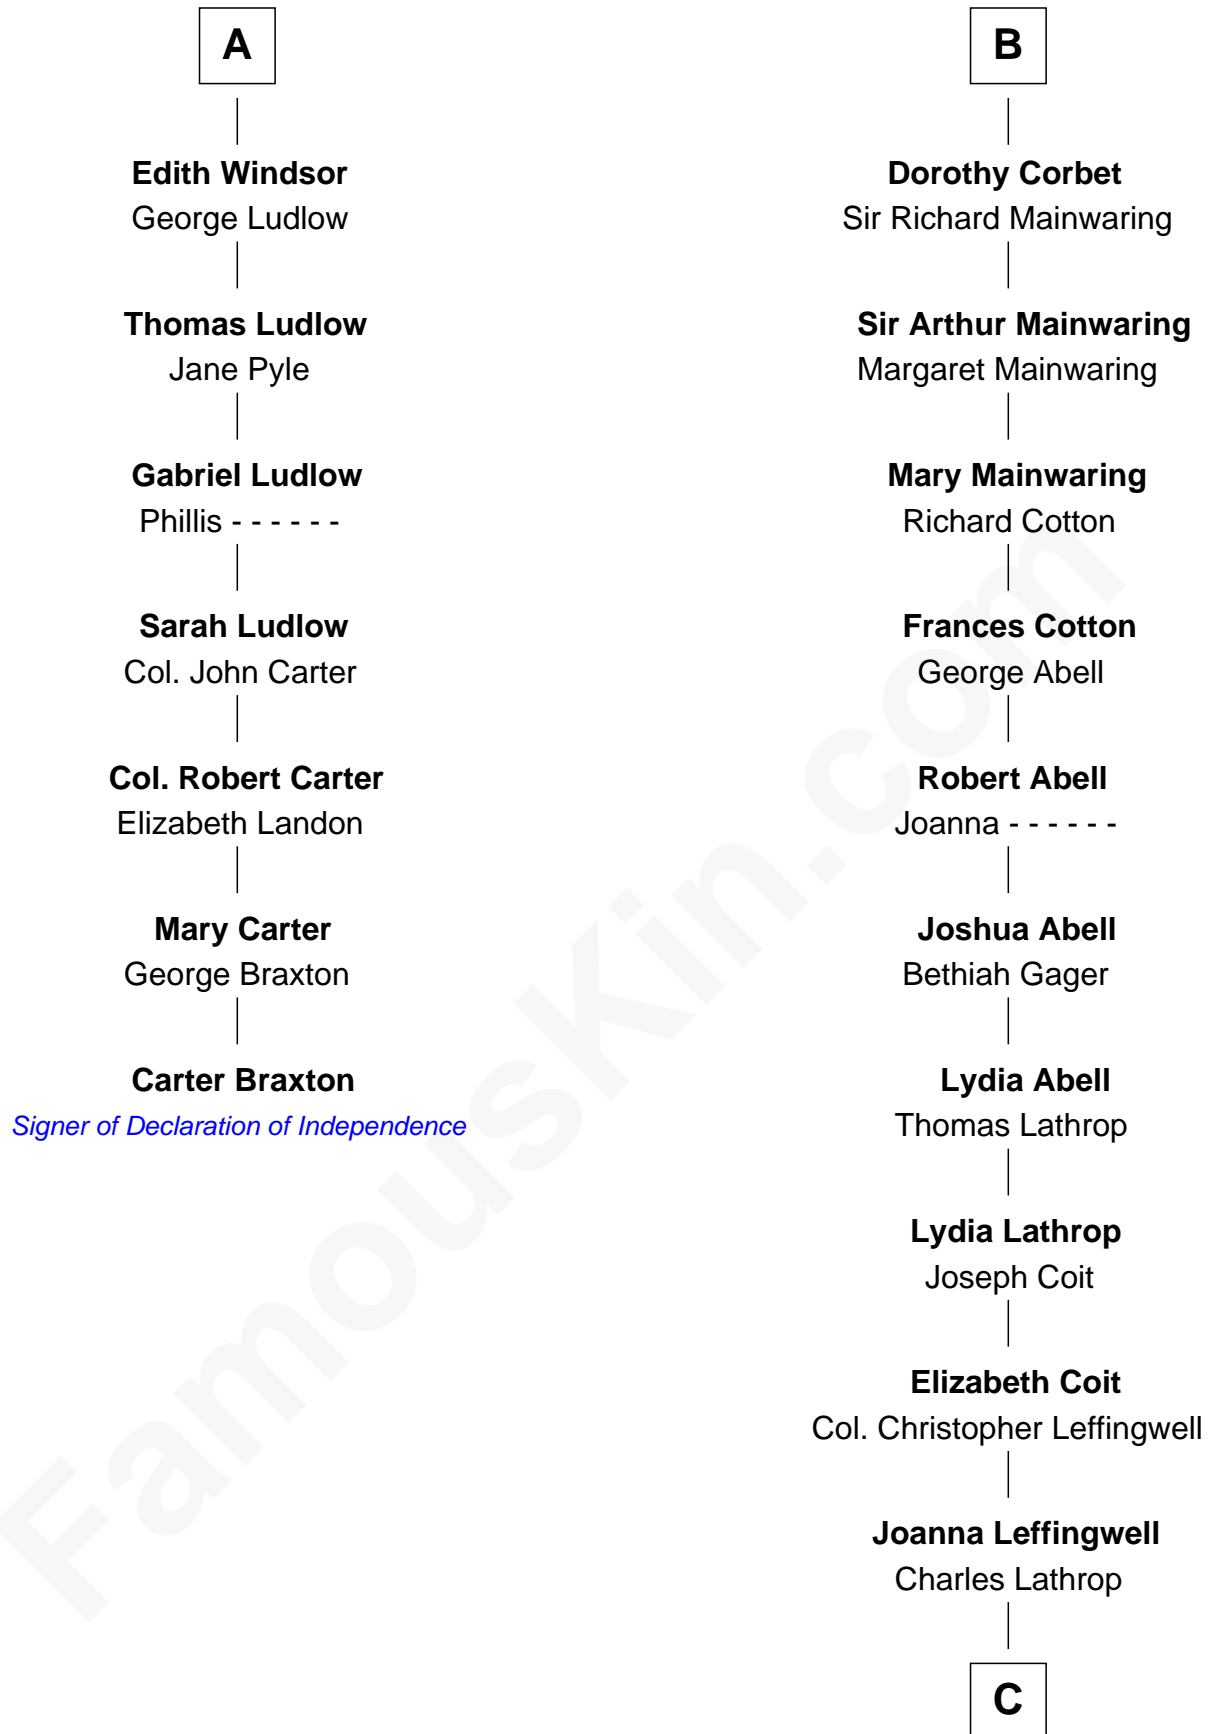 A
Edith Windsor
George Ludlow
Thomas Ludlow
Jane Pyle
Gabriel Ludlow
Phillis - - - - - -
Sarah Ludlow
Col. John Carter
Col. Robert Carter
Elizabeth Landon
Mary Carter
George Braxton
Carter Braxton
Signer of Declaration of Independence
B
Dorothy Corbet
Sir Richard Mainwaring
Sir Arthur Mainwaring
Margaret Mainwaring
Mary Mainwaring
Richard Cotton
Frances Cotton
George Abell
Robert Abell
Joanna - - - - - -
Joshua Abell
Bethiah Gager
Lydia Abell
Thomas Lathrop
Lydia Lathrop
Joseph Coit
Elizabeth Coit
Col. Christopher Leffingwell
Joanna Leffingwell
Charles Lathrop
C
FamousKin.com